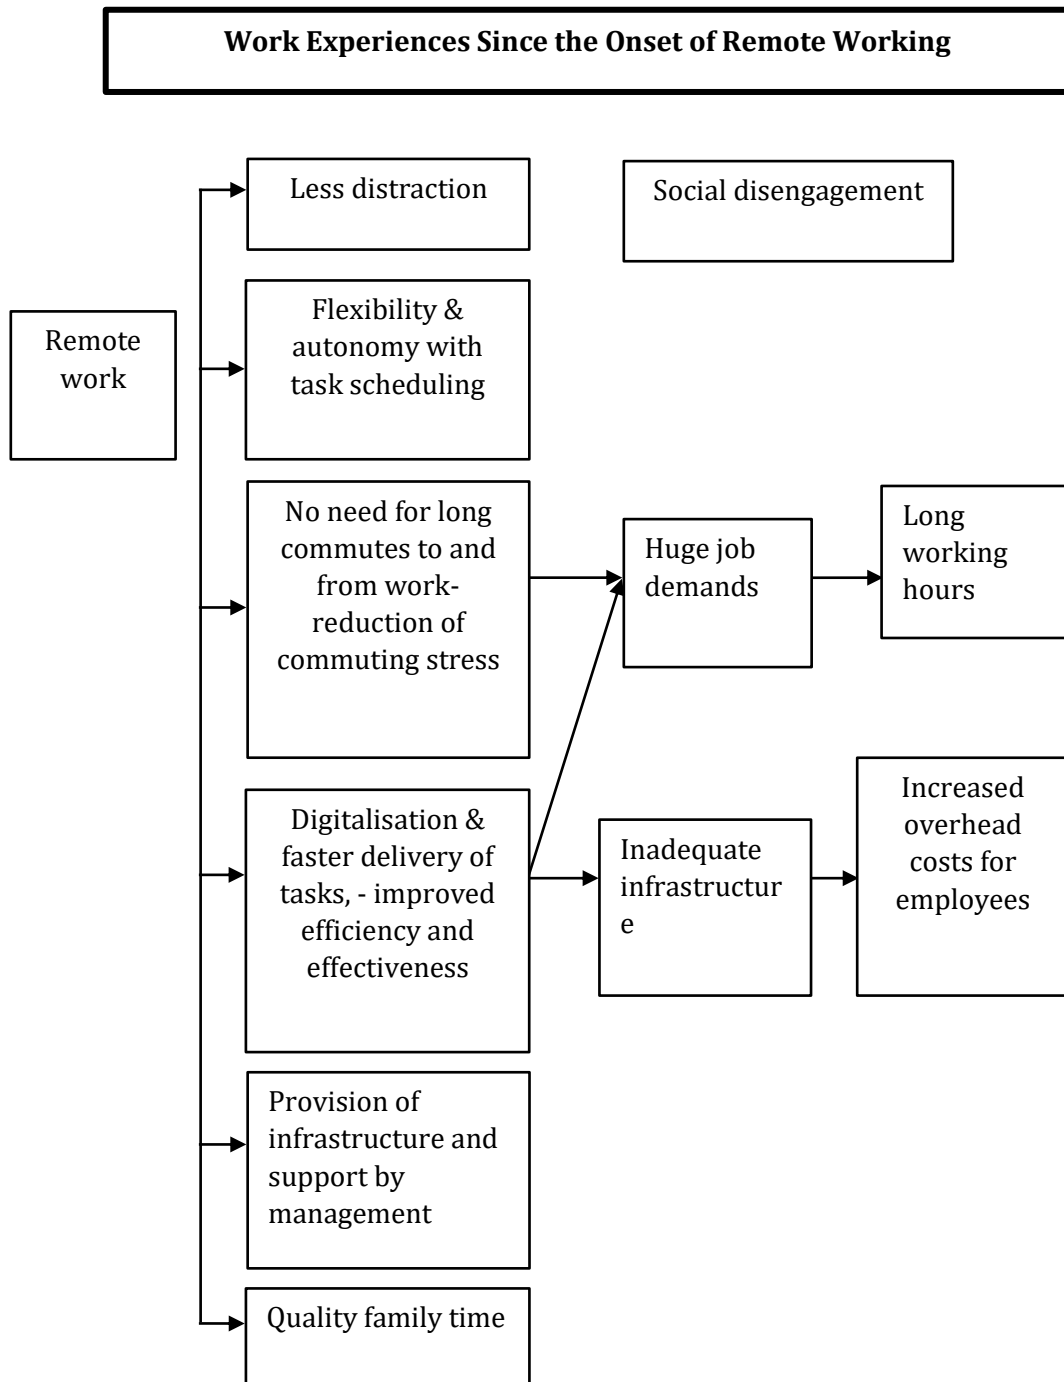 Work Experiences Since the Onset of Remote Working
Less distraction
Social disengagement
Remote
work
Flexibility &
autonomy with
task scheduling
No need for long
commutes to and
from work-
reduction of
commuting stress
Huge job
demands
Long
working
hours
Digitalisation &
faster delivery of
tasks, - improved
efficiency and
effectiveness
Inadequate
infrastructur
e
Increased
overhead
costs for
employees
Provision of
infrastructure and
support by
management
Quality family time